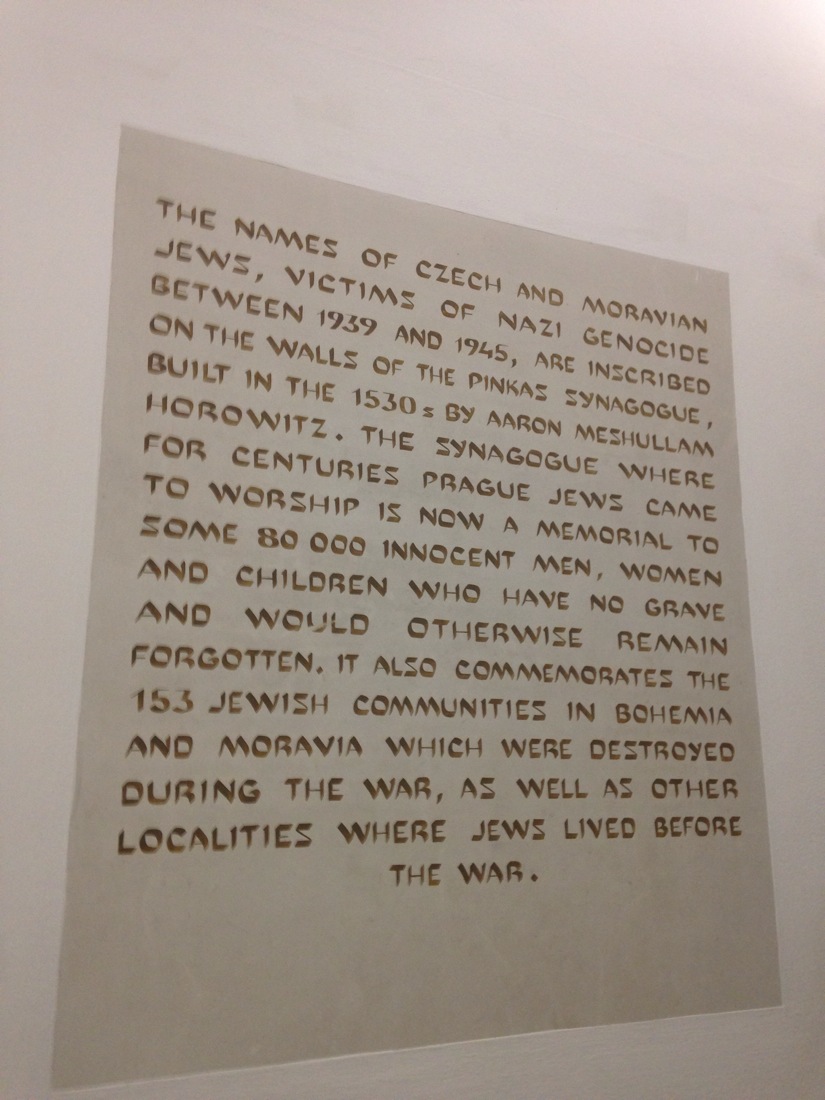 THE NAMES OF CZECH AND MORAVIAN
JEWS, VICTIMS OF NAZI GENOCIDE
BETWEEN 1939 AND 1945, ARE INSCRIBED
ON THE WALLS OF THE PINKAS SYNAGOGUE,
BUILT IN THE 1530s BY AARON MESHULLAM
HOROWITZ. THE SYNAGOGUE WHERE
FOR CENTURIES PRAGUE JEWS CAME
TO WORSHIP IS NOW A MEMORIAL TO
SOME 80 000 INNOCENT MEN, WOMEN
AND CHILDREN WHO HAVE NO GRAVE
AND WOULD OTHERWISE REMAIN
FORGOTTEN. IT ALSO COMMEMORATES THE
153 JEWISH COMMUNITIES IN BOHEMIA
AND MORAVIA WHICH WERE DESTROYED
DURING THE WAR, AS WELL AS OTHER
LOCALITIES WHERE JEWS LIVED BEFORE
THE WAR.